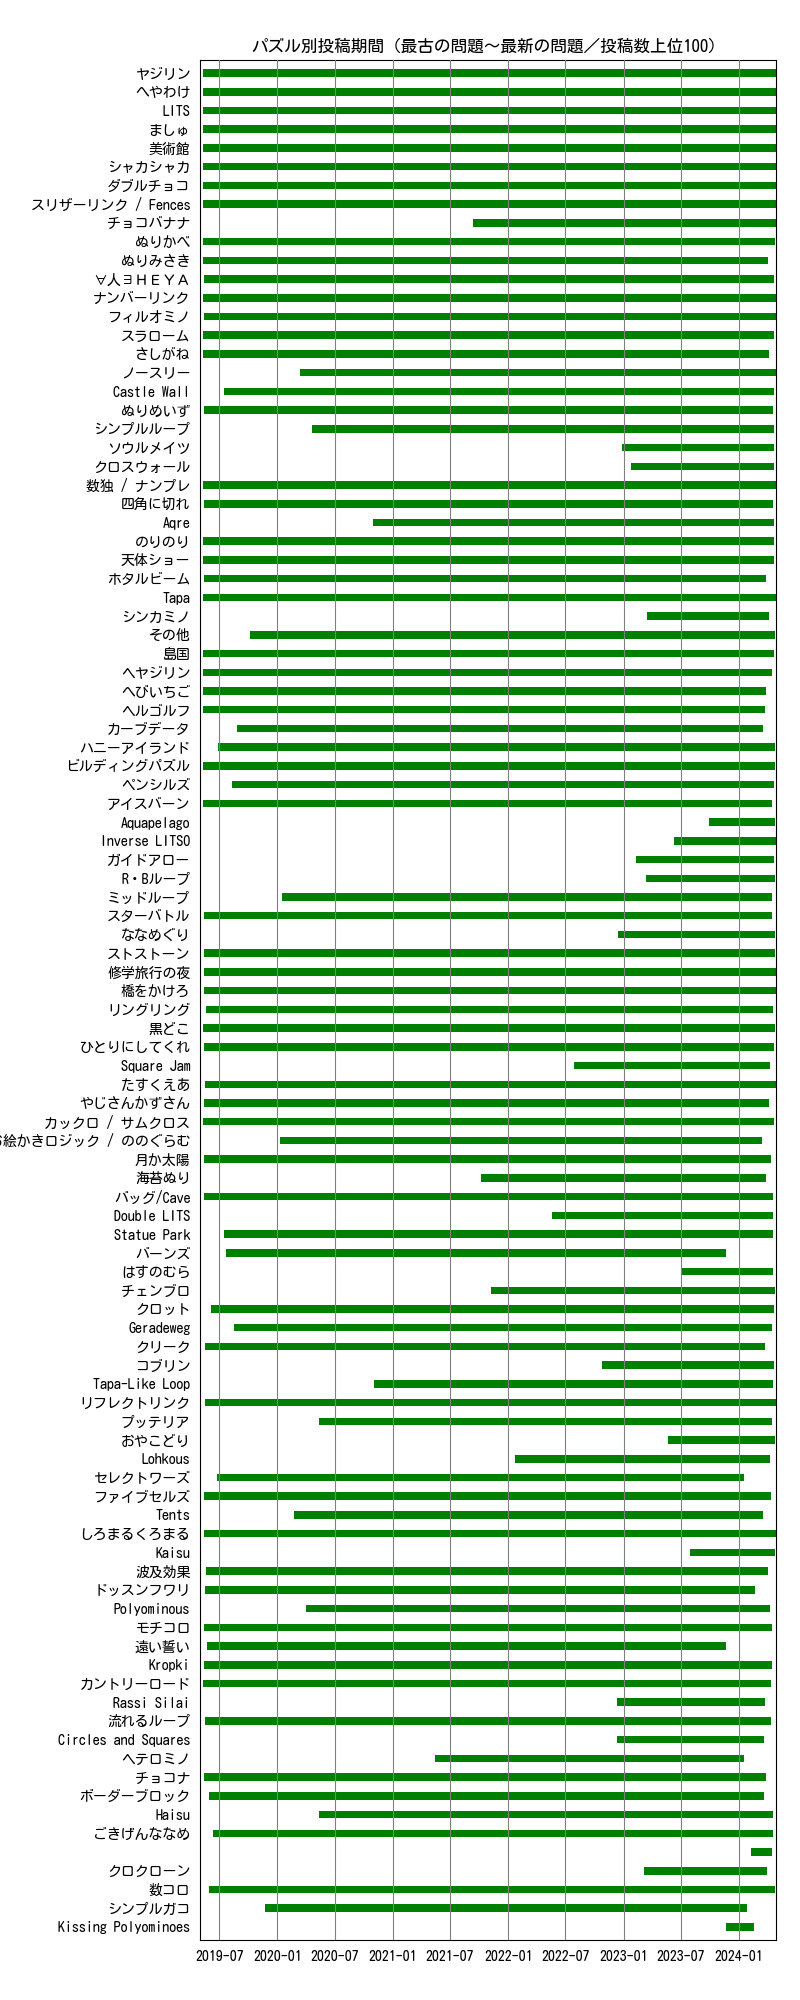 パズル別投稿期間（最古の問題～最新の問題／投稿数上位100）
ヤジリン
へやわけ
LITS
ましゅ
美術館
シャカシャカ
ダブルチョコ
スリザーリンク / Fences
チョコバナナ
ぬりかべ
ぬりみさき
∀人ヨＨＥＹＡ
ナンバーリンク
フィルオミノ
スラローム
さしがね
ノースリー
Castle Wall
ぬりめいず
シンプルループ
ソウルメイツ
クロスウォール
数独 / ナンプレ
四角に切れ
Aqre
のりのり
天体ショー
ホタルビーム
Tapa
シンカミノ
その他
島国
ヘヤジリン
へびいちご
ヘルゴルフ
カーブデータ
ハニーアイランド
ビルディングパズル
ペンシルズ
アイスバーン
Aquapelago
Inverse LITSO
ガイドアロー
R・Bループ
ミッドループ
スターバトル
ななめぐり
ストストーン
修学旅行の夜
橋をかけろ
リングリング
黒どこ
ひとりにしてくれ
Square Jam
たすくえあ
やじさんかずさん
カックロ / サムクロス
絵かきロジック / ののぐらむ
月か太陽
海苔ぬり
バッグ/Cave
Double LITS
Statue Park
バーンズ
はすのむら
チェンブロ
クロット
Geradeweg
クリーク
コブリン
Tapa-Like Loop
リフレクトリンク
プッテリア
おやこどり
Lohkous
セレクトワーズ
ファイブセルズ
Tents
しろまるくろまる
Kaisu
波及効果
ドッスンフワリ
Polyominous
モチコロ
遠い誓い
Kropki
カントリーロード
Rassi Silai
流れるループ
Circles and Squares
ヘテロミノ
チョコナ
ボーダーブロック
Haisu
ごきげんななめ
クロクローン
数コロ
シンプルガコ
Kissing Polyominoes
2019-07 2020-01 2020-07 2021-01 2021-07 2022-01 2022-07 2023-01 2023-07 2024-01